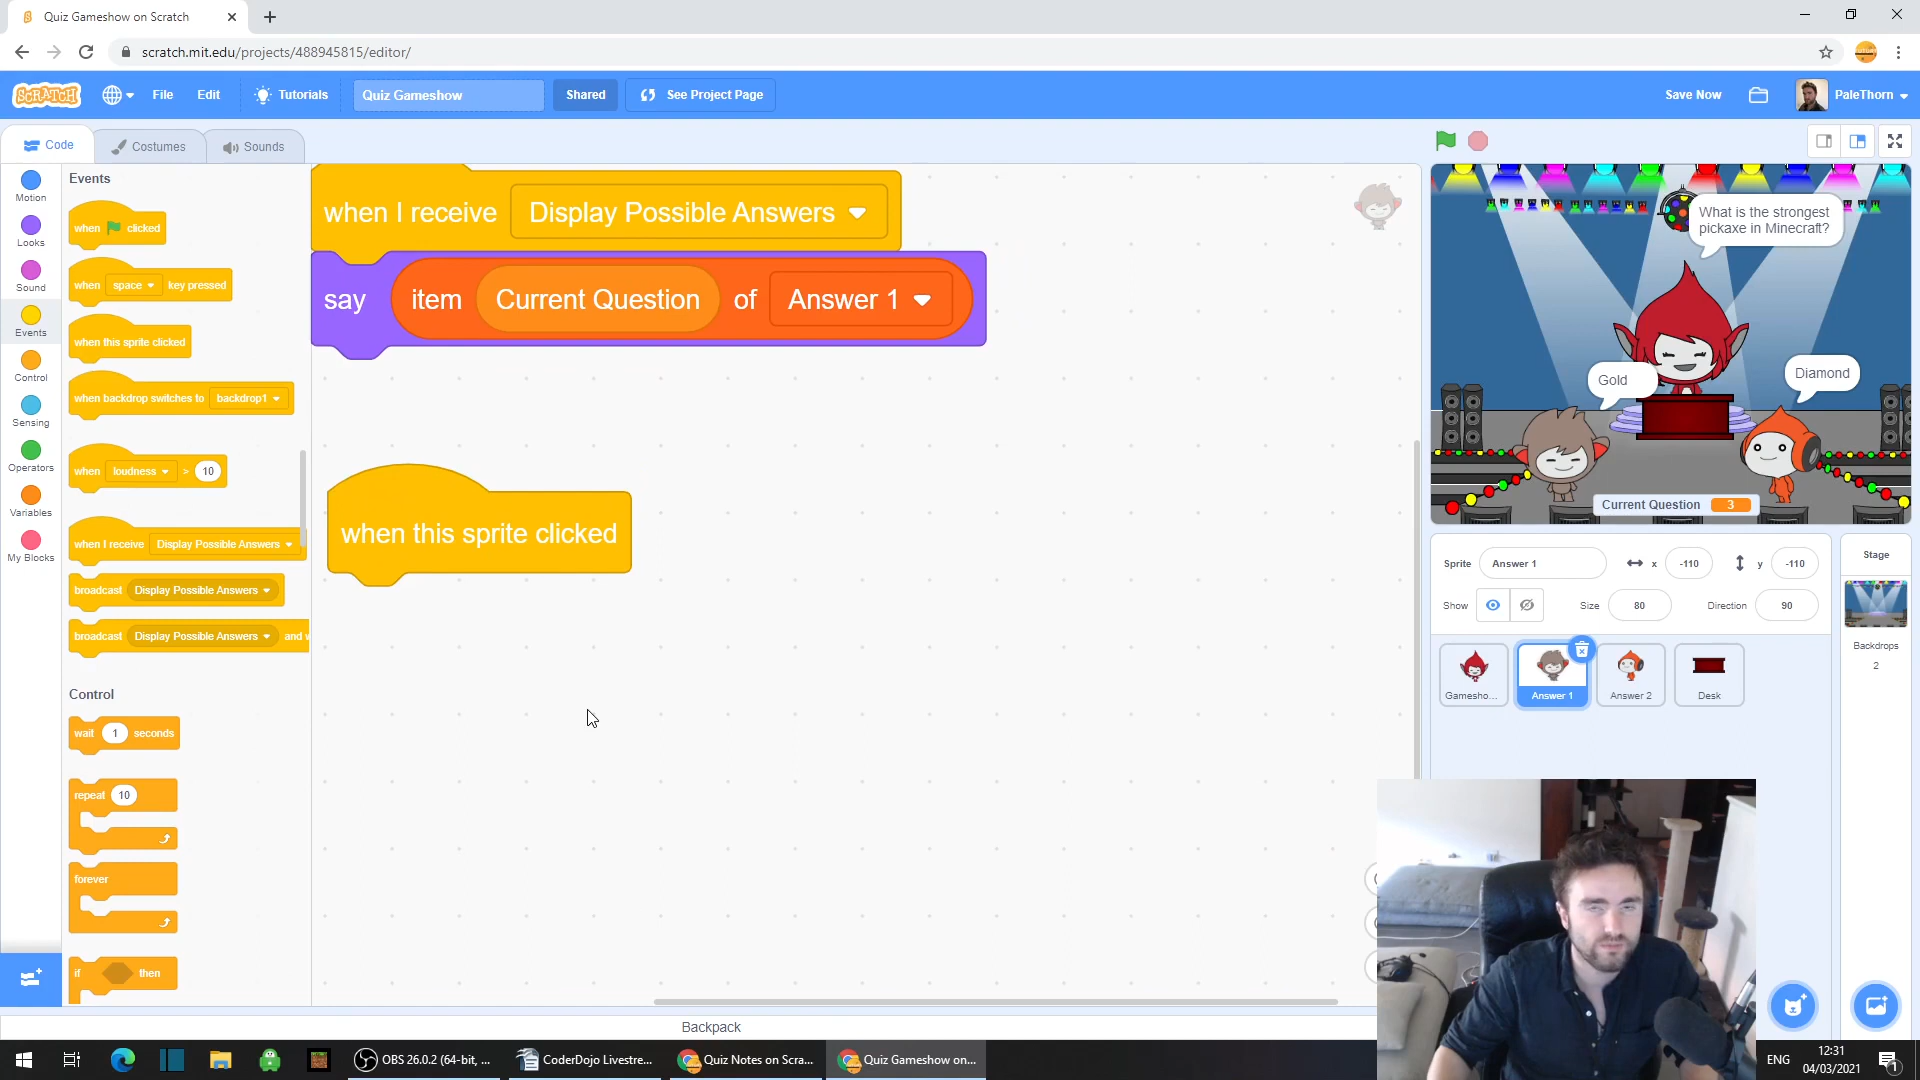 Quiz Gameshow on Scratch
scratch.mit.edu/projects/488945815/editor/
SCRATCH
File
Edit
Tutorials
Quiz Gameshow
Shared
See Project Page
Save Now
PaleThorn
Code
Costumes
Sounds
Motion
Looks
Sound
Events
Control
Sensing
Operators
Variables
My Blocks
Events
when clicked
when space key pressed
when this sprite clicked
when backdrop switches to backdrop1
when loudness > 10
when I receive Display Possible Answers
broadcast Display Possible Answers
broadcast Display Possible Answers and w
Control
wait 1 seconds
repeat 10
forever
if then
when I receive Display Possible Answers
say item Current Question of Answer 1
when this sprite clicked
What is the strongest
pickaxe in Minecraft?
Gold
Diamond
Current Question 3
Sprite Answer 1 x -110 y -110
Show Size 80 Direction 90
Gamesho...
Answer 1
Answer 2
Desk
Stage
Backdrops
2
Backpack
OBS 26.0.2 (64-bit, ...
CoderDojo Livestre...
Quiz Notes on Scra...
Quiz Gameshow on...
ENG
12:31
04/03/2021
1